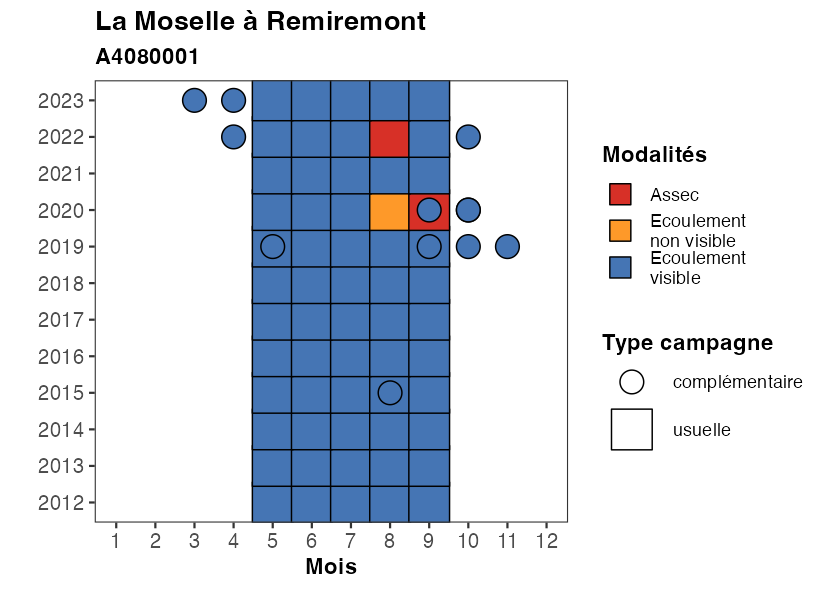 La Moselle à Remiremont
A4080001
2023
2022
2021
2020
2019
2018
2017
2016
2015
2014
2013
2012
1 2 3 4 5 6 7 8 9 10 11 12
Mois
Modalités
Assec
Ecoulement
non visible
Ecoulement
visible
Type campagne
complémentaire
usuelle